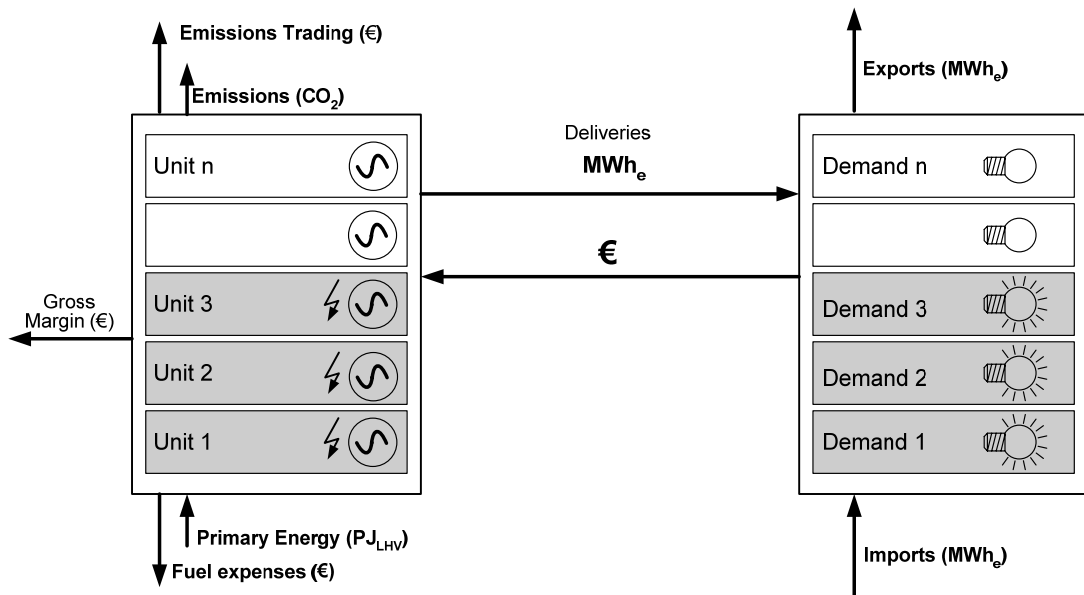 Emissions Trading (€)
Emissions (CO₂)
Unit n
Unit 3
Unit 2
Unit 1
Gross
Margin (€)
Primary Energy (PJ_LHV)
Fuel expenses (€)
Deliveries
MWhₑ
€
Exports (MWhₑ)
Demand n
Demand 3
Demand 2
Demand 1
Imports (MWhₑ)